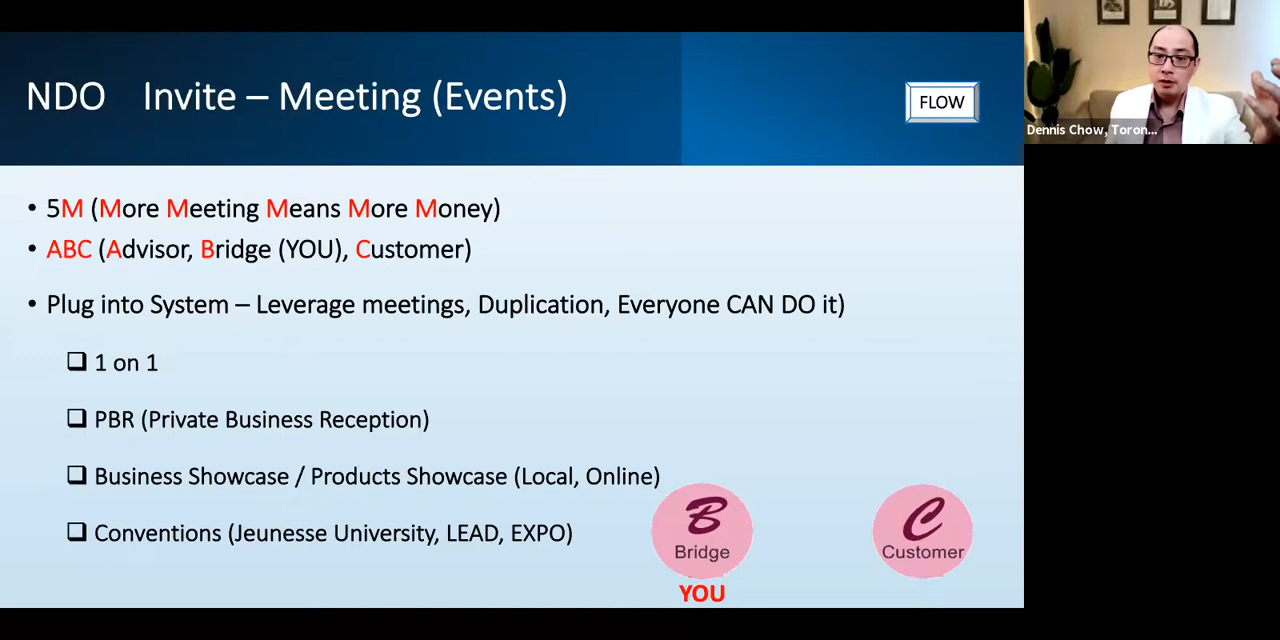 NDO Invite – Meeting (Events)
FLOW
Dennis Chow, Toron...
• 5M (More Meeting Means More Money)
• ABC (Advisor, Bridge (YOU), Customer)
• Plug into System – Leverage meetings, Duplication, Everyone CAN DO it)
❑ 1 on 1
❑ PBR (Private Business Reception)
❑ Business Showcase / Products Showcase (Local, Online)
❑ Conventions (Jeunesse University, LEAD, EXPO)
B
Bridge
YOU
C
Customer